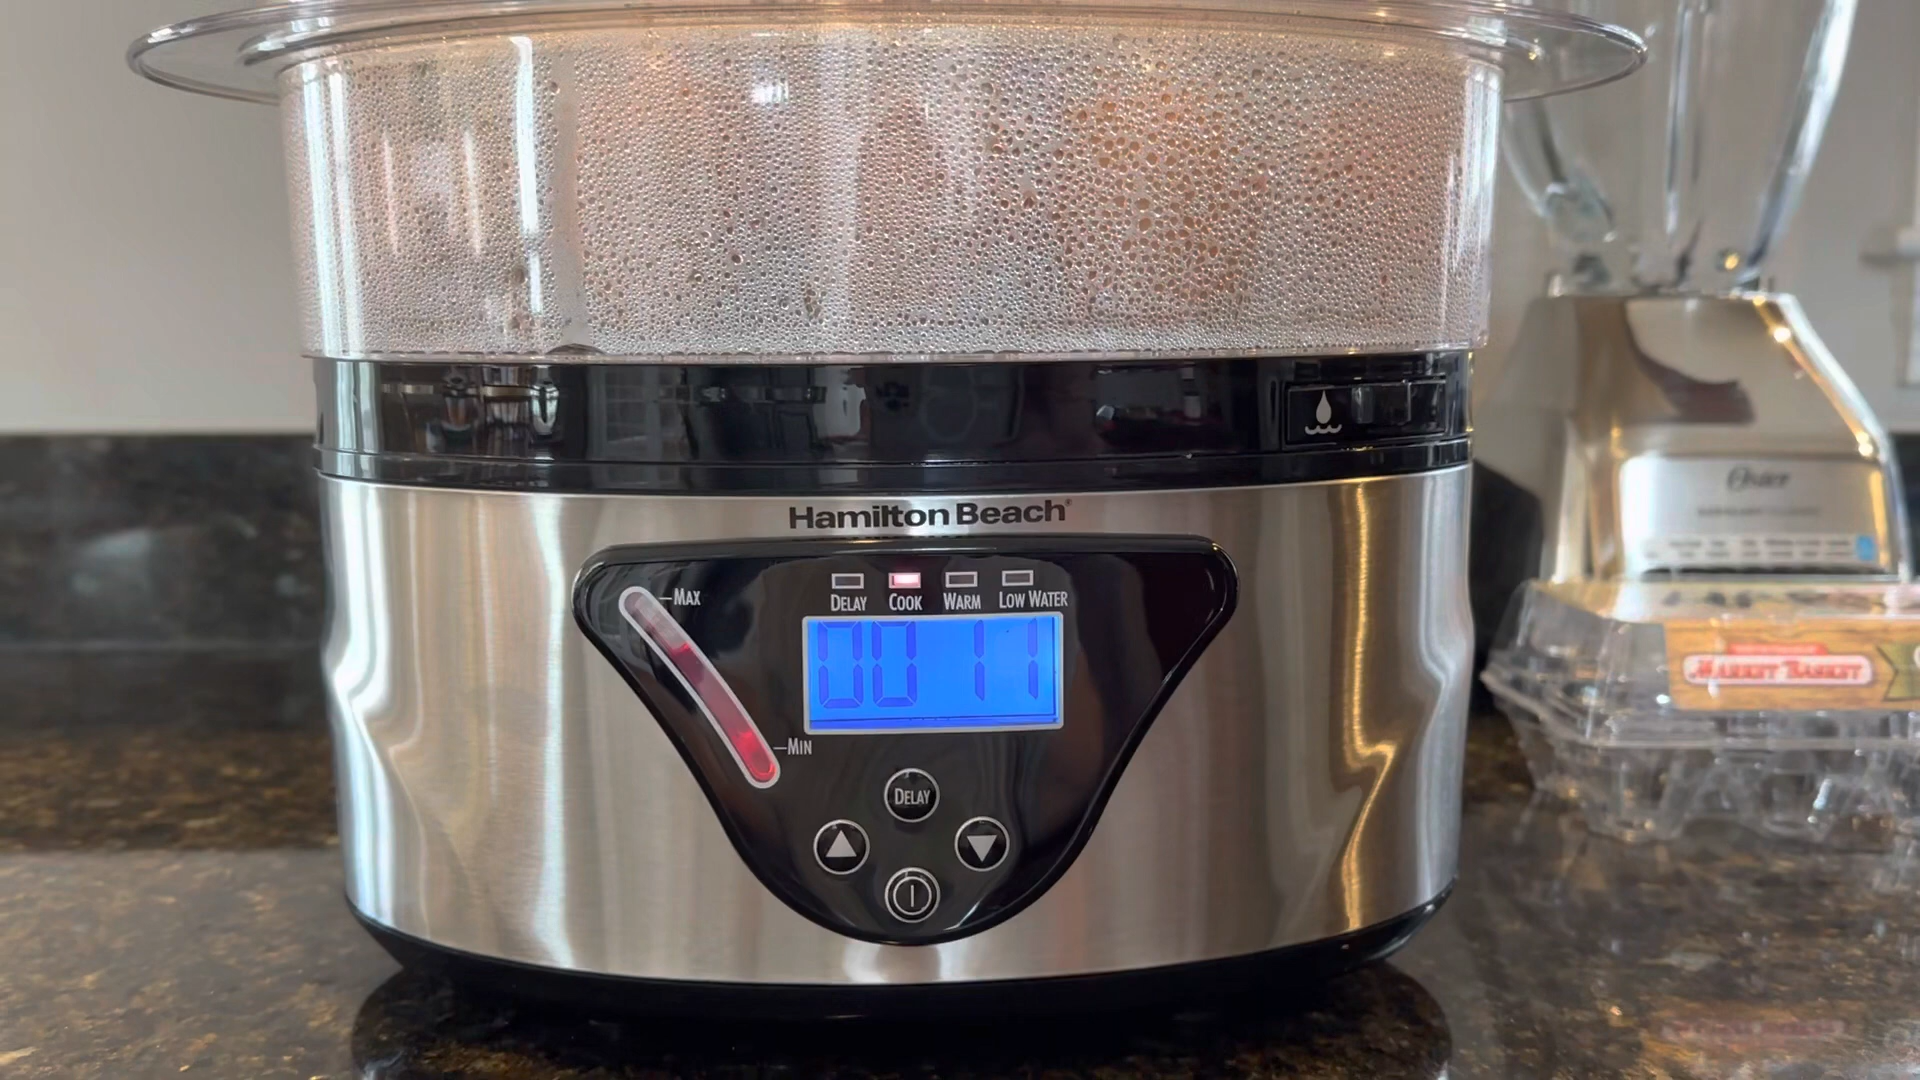 Hamilton Beach®
MAX
DELAY COOK WARM LOW WATER
00 11
MIN
DELAY
Oster
MARKET BASKET